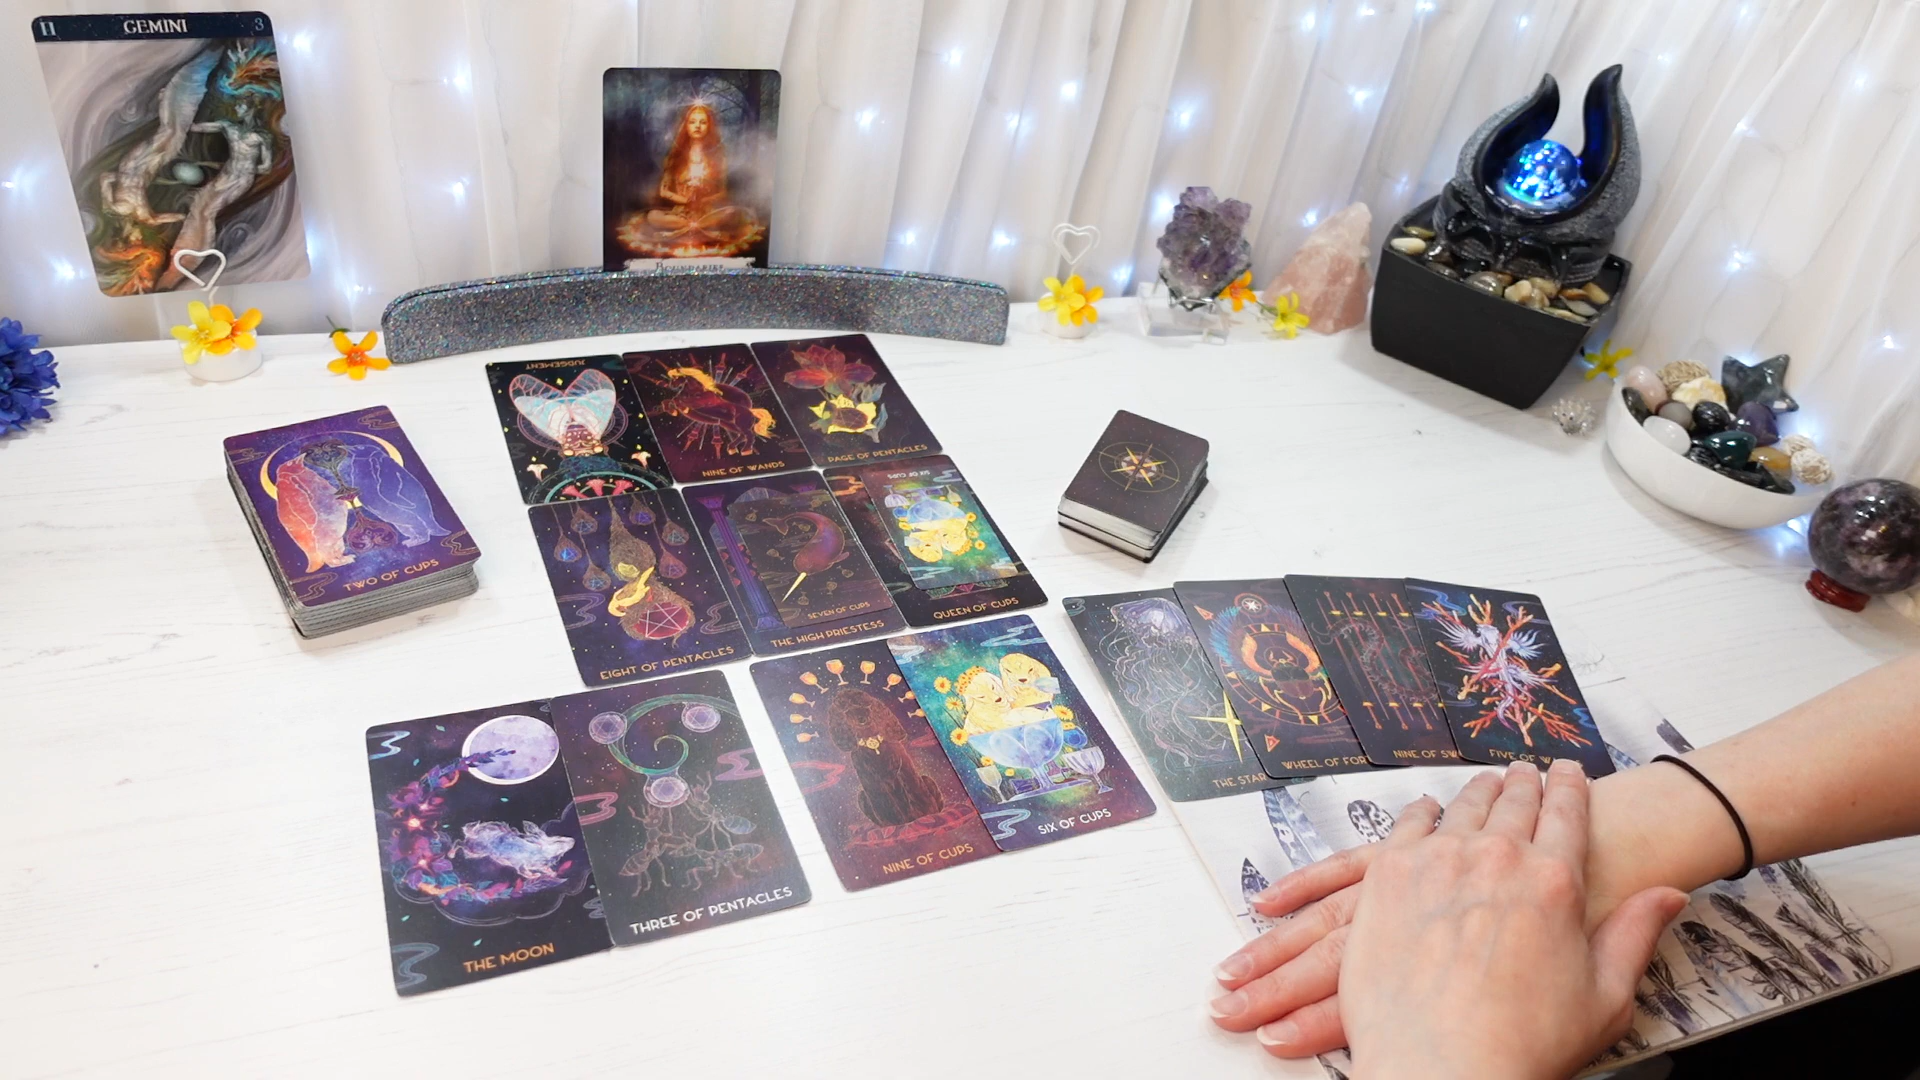 II GEMINI 3
JUDGEMENT
NINE OF WANDS
PAGE OF PENTACLES
TWO OF CUPS
EIGHT OF PENTACLES
SEVEN OF CUPS
THE HIGH PRIESTESS
SIX OF CUPS
QUEEN OF CUPS
THE MOON
THREE OF PENTACLES
NINE OF CUPS
SIX OF CUPS
THE STAR
WHEEL OF FOR
NINE OF SW
FIVE OF